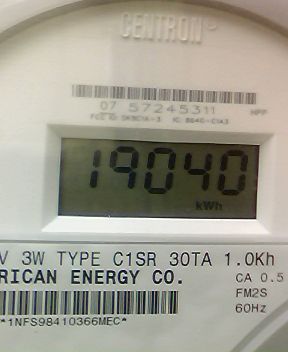 CENTRON®
07 57245311
19040
kWh
V 3W TYPE C1SR 30TA 1.0Kh
RICAN ENERGY CO.
CA 0.5
FM2S
60Hz
*1NFS98410366MEC*